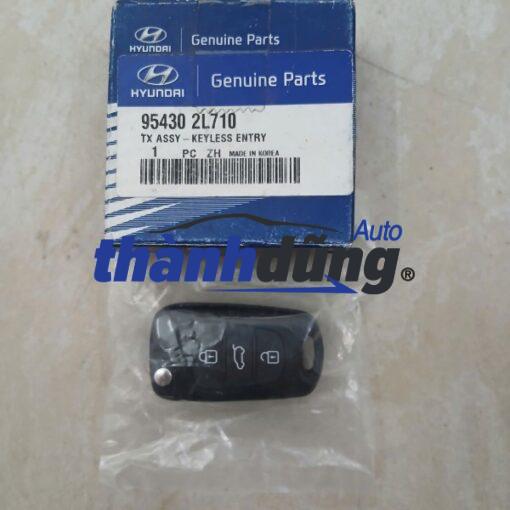 HYUNDAI Genuine Parts
HYUNDAI Genuine Parts
95430 2L710
TX ASSY-KEYLESS ENTRY
1 PC ZH MADE IN KOREA
Auto
thànhdũng®